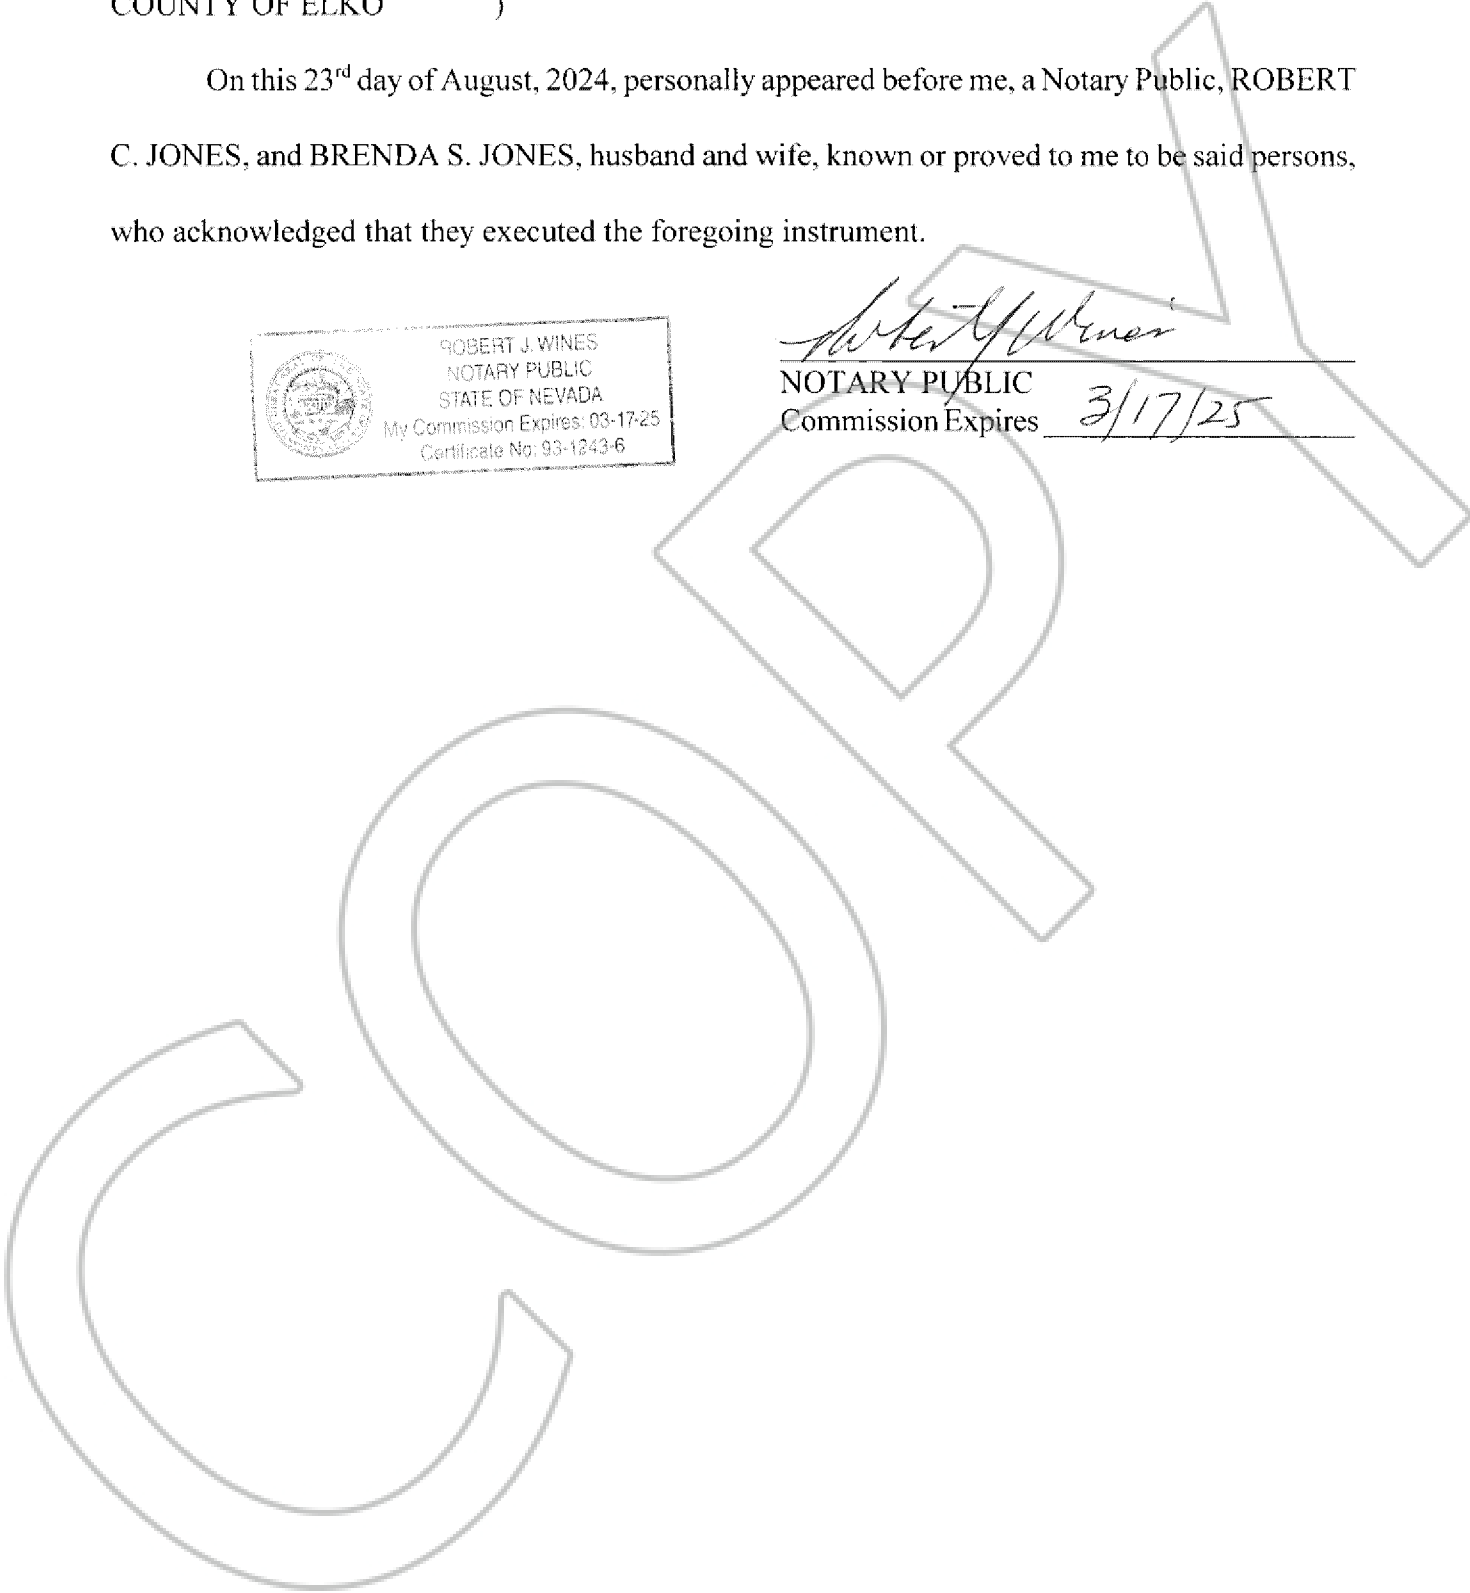 COUNTY OF ELKO )
On this 23rd day of August, 2024, personally appeared before me, a Notary Public, ROBERT
C. JONES, and BRENDA S. JONES, husband and wife, known or proved to me to be said persons,
who acknowledged that they executed the foregoing instrument.
ROBERT J. WINES
NOTARY PUBLIC
STATE OF NEVADA
My Commission Expires: 03-17-25
Certificate No: 93-1243-6
Robert J Wines
NOTARY PUBLIC
Commission Expires 3/17/25
COPY